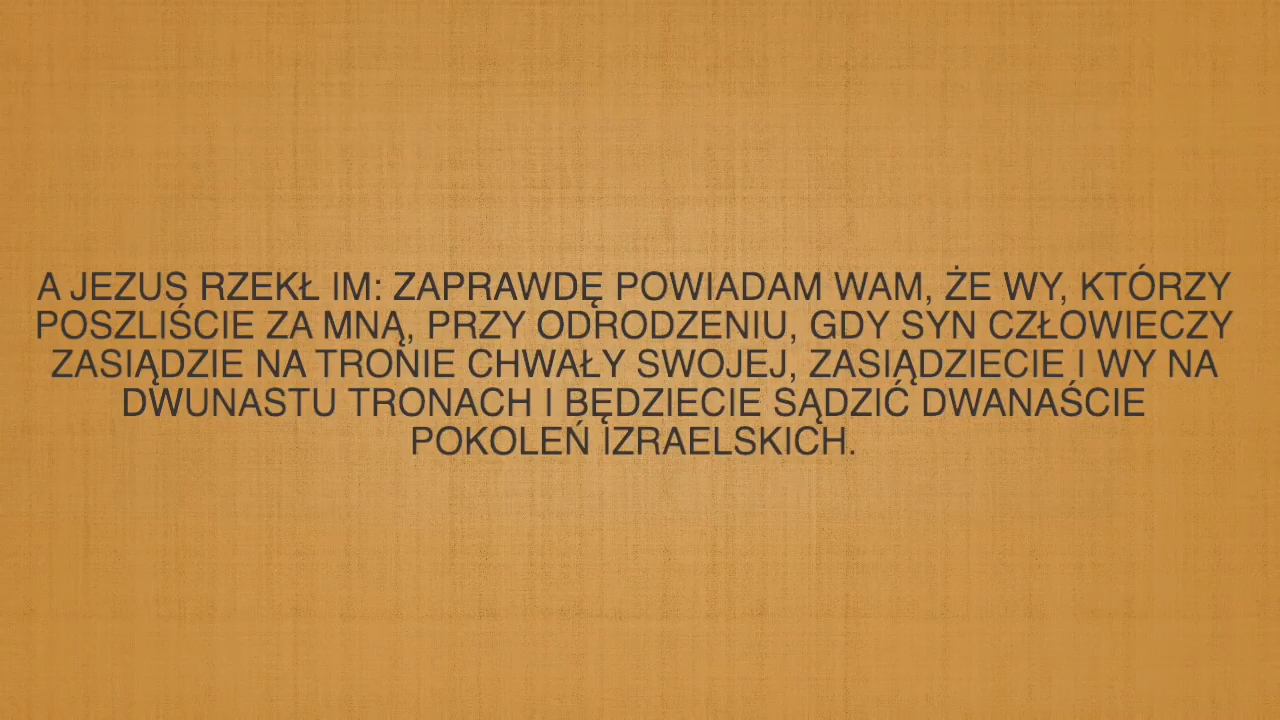 A JEZUS RZEKŁ IM: ZAPRAWDĘ POWIADAM WAM, ŻE WY, KTÓRZY
POSZLIŚCIE ZA MNĄ, PRZY ODRODZENIU, GDY SYN CZŁOWIECZY
ZASIĄDZIE NA TRONIE CHWAŁY SWOJEJ, ZASIĄDZIECIE I WY NA
DWUNASTU TRONACH I BĘDZIECIE SĄDZIĆ DWANAŚCIE
POKOLEŃ IZRAELSKICH.